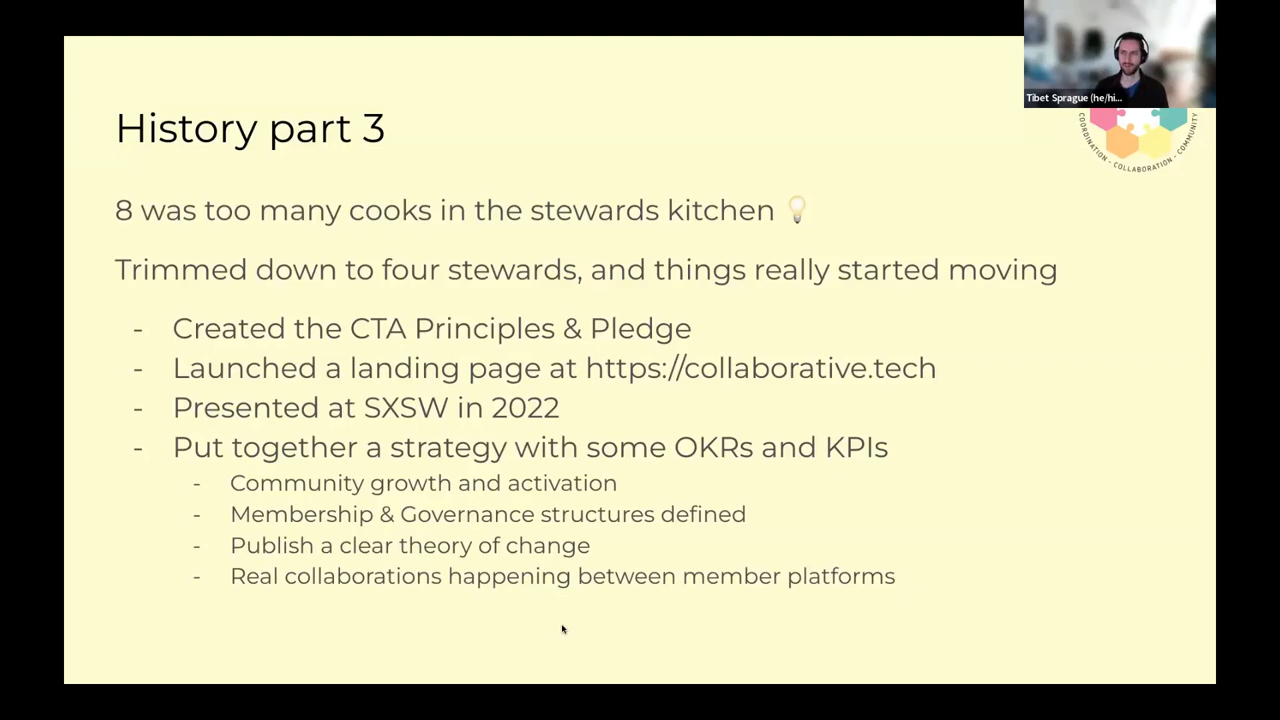 Tibet Sprague (he/hi...
History part 3
COORDINATION - COLLABORATION - COMMUNITY
8 was too many cooks in the stewards kitchen 💡
Trimmed down to four stewards, and things really started moving
- Created the CTA Principles & Pledge
- Launched a landing page at https://collaborative.tech
- Presented at SXSW in 2022
- Put together a strategy with some OKRs and KPIs
- Community growth and activation
- Membership & Governance structures defined
- Publish a clear theory of change
- Real collaborations happening between member platforms